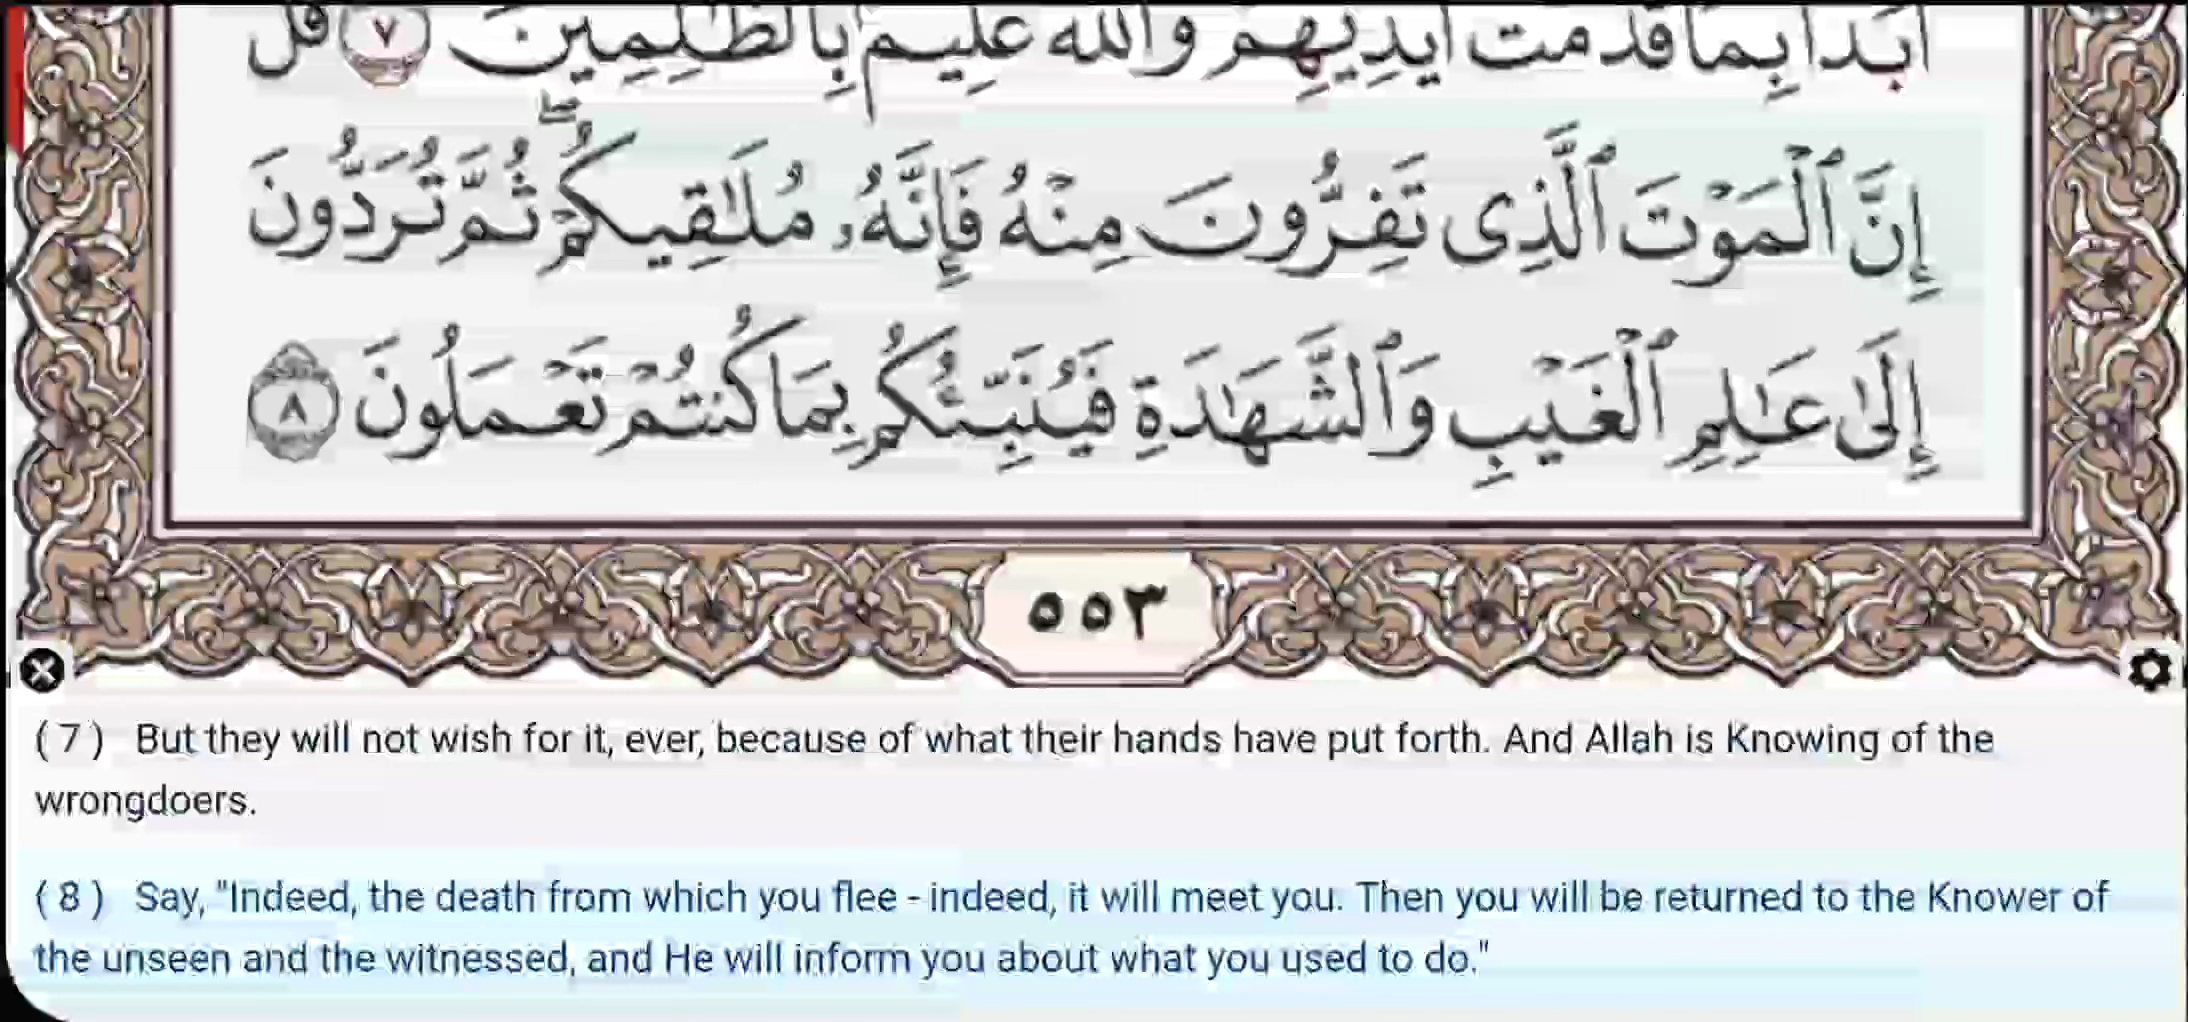 أَبَدًا بِمَا قَدَّمَتْ أَيْدِيهِمْ وَٱللَّهُ عَلِيمٌۢ بِٱلظَّـٰلِمِينَ ٧ قُلْ
إِنَّ ٱلْمَوْتَ ٱلَّذِى تَفِرُّونَ مِنْهُ فَإِنَّهُۥ مُلَـٰقِيكُمْ ۖ ثُمَّ تُرَدُّونَ
إِلَىٰ عَـٰلِمِ ٱلْغَيْبِ وَٱلشَّهَـٰدَةِ فَيُنَبِّئُكُم بِمَا كُنتُمْ تَعْمَلُونَ ٨
٥٥٣
(7) But they will not wish for it, ever, because of what their hands have put forth. And Allah is Knowing of the
wrongdoers.
(8) Say, "Indeed, the death from which you flee - indeed, it will meet you. Then you will be returned to the Knower of
the unseen and the witnessed, and He will inform you about what you used to do."